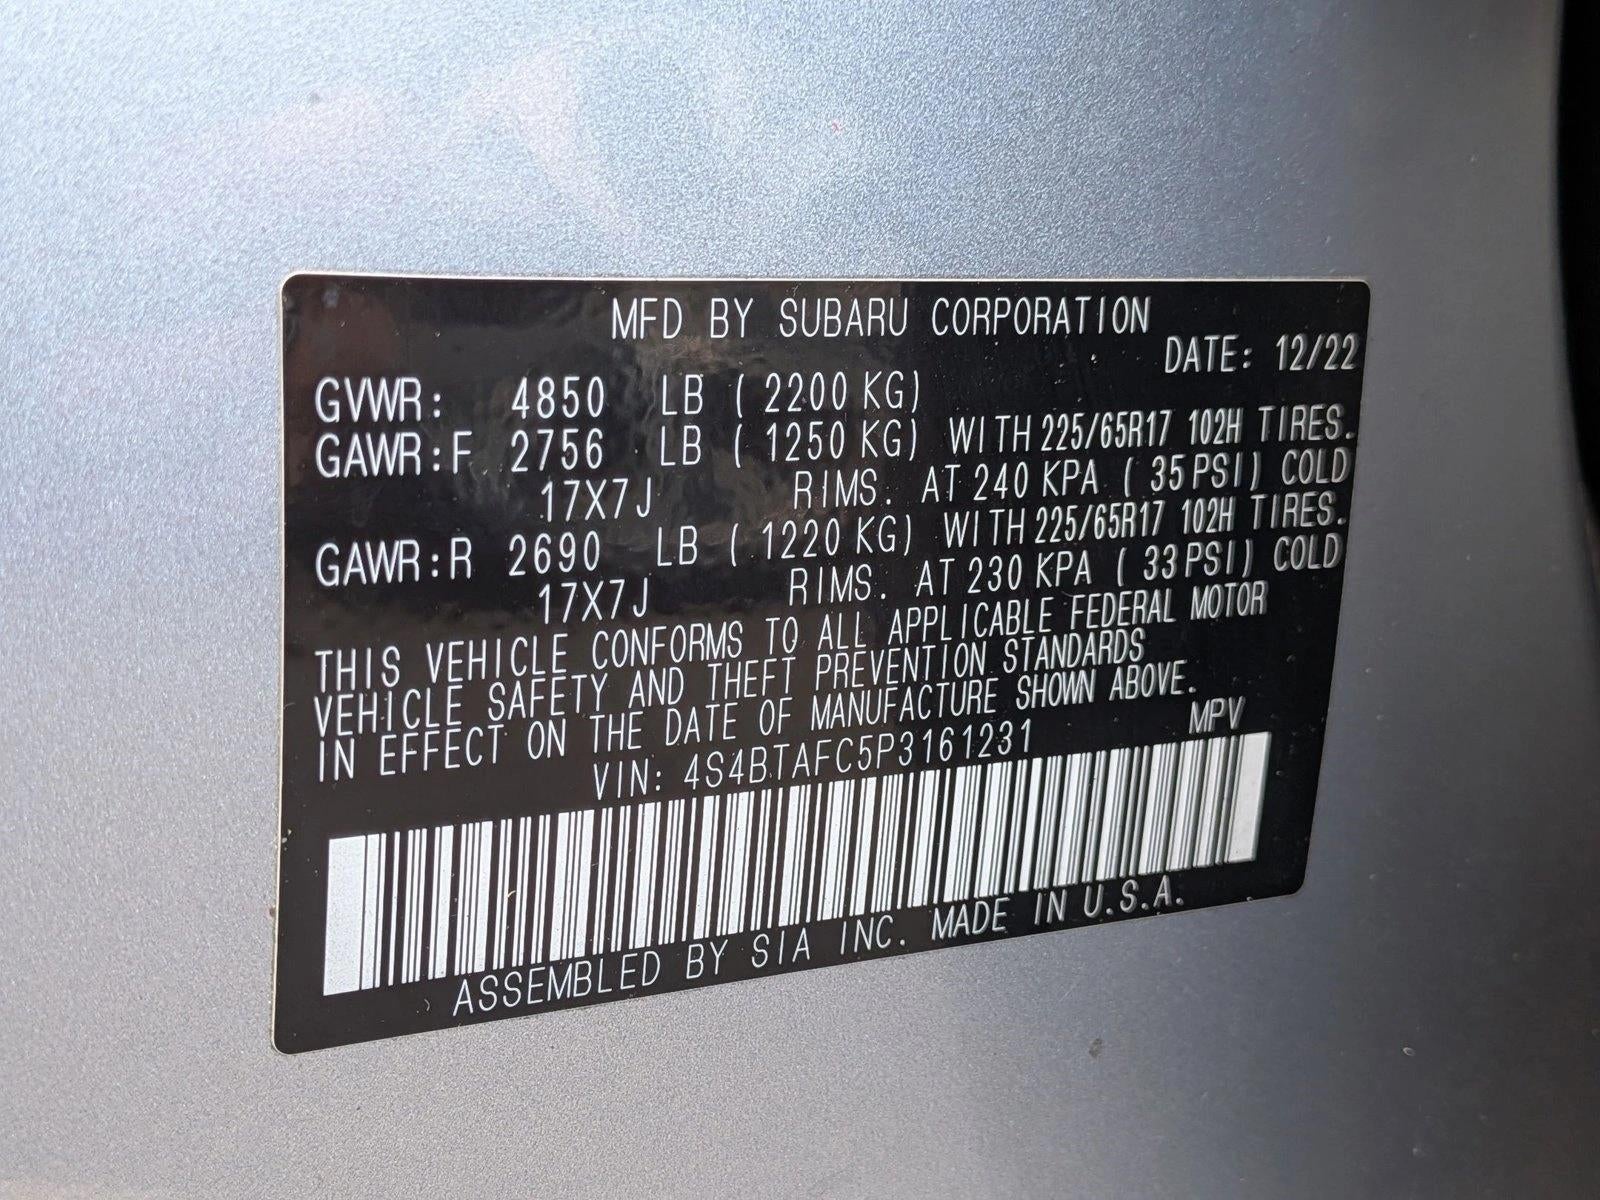 MFD BY SUBARU CORPORATION
DATE: 12/22
GVWR: 4850 LB ( 2200 KG)
GAWR:F 2756 LB ( 1250 KG) WITH 225/65R17 102H TIRES.
17X7J RIMS. AT 240 KPA ( 35 PSI) COLD
GAWR:R 2690 LB ( 1220 KG) WITH 225/65R17 102H TIRES.
17X7J RIMS. AT 230 KPA ( 33 PSI) COLD
THIS VEHICLE CONFORMS TO ALL APPLICABLE FEDERAL MOTOR
VEHICLE SAFETY AND THEFT PREVENTION STANDARDS
IN EFFECT ON THE DATE OF MANUFACTURE SHOWN ABOVE.
VIN: 4S4BTAFC5P3161231 MPV
ASSEMBLED BY SIA INC. MADE IN U.S.A.